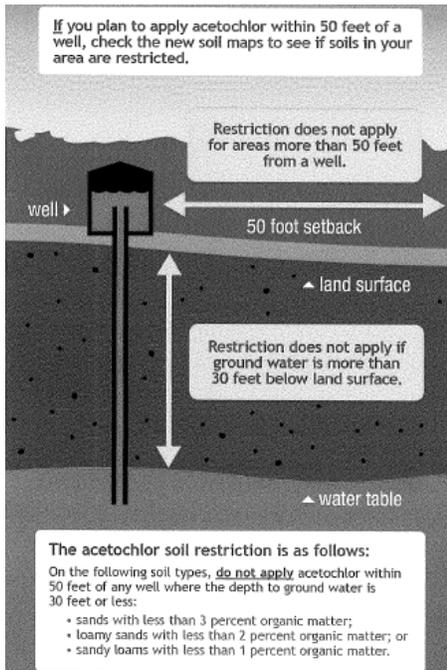 If you plan to apply acetochlor within 50 feet of a
well, check the new soil maps to see if soils in your
area are restricted.
Restriction does not apply
for areas more than 50 feet
from a well.
well
50 foot setback
land surface
Restriction does not apply if
ground water is more than
30 feet below land surface.
water table
The acetochlor soil restriction is as follows:
On the following soil types, do not apply acetochlor within
50 feet of any well where the depth to ground water is
30 feet or less:
• sands with less than 3 percent organic matter;
• loamy sands with less than 2 percent organic matter; or
• sandy loams with less than 1 percent organic matter.